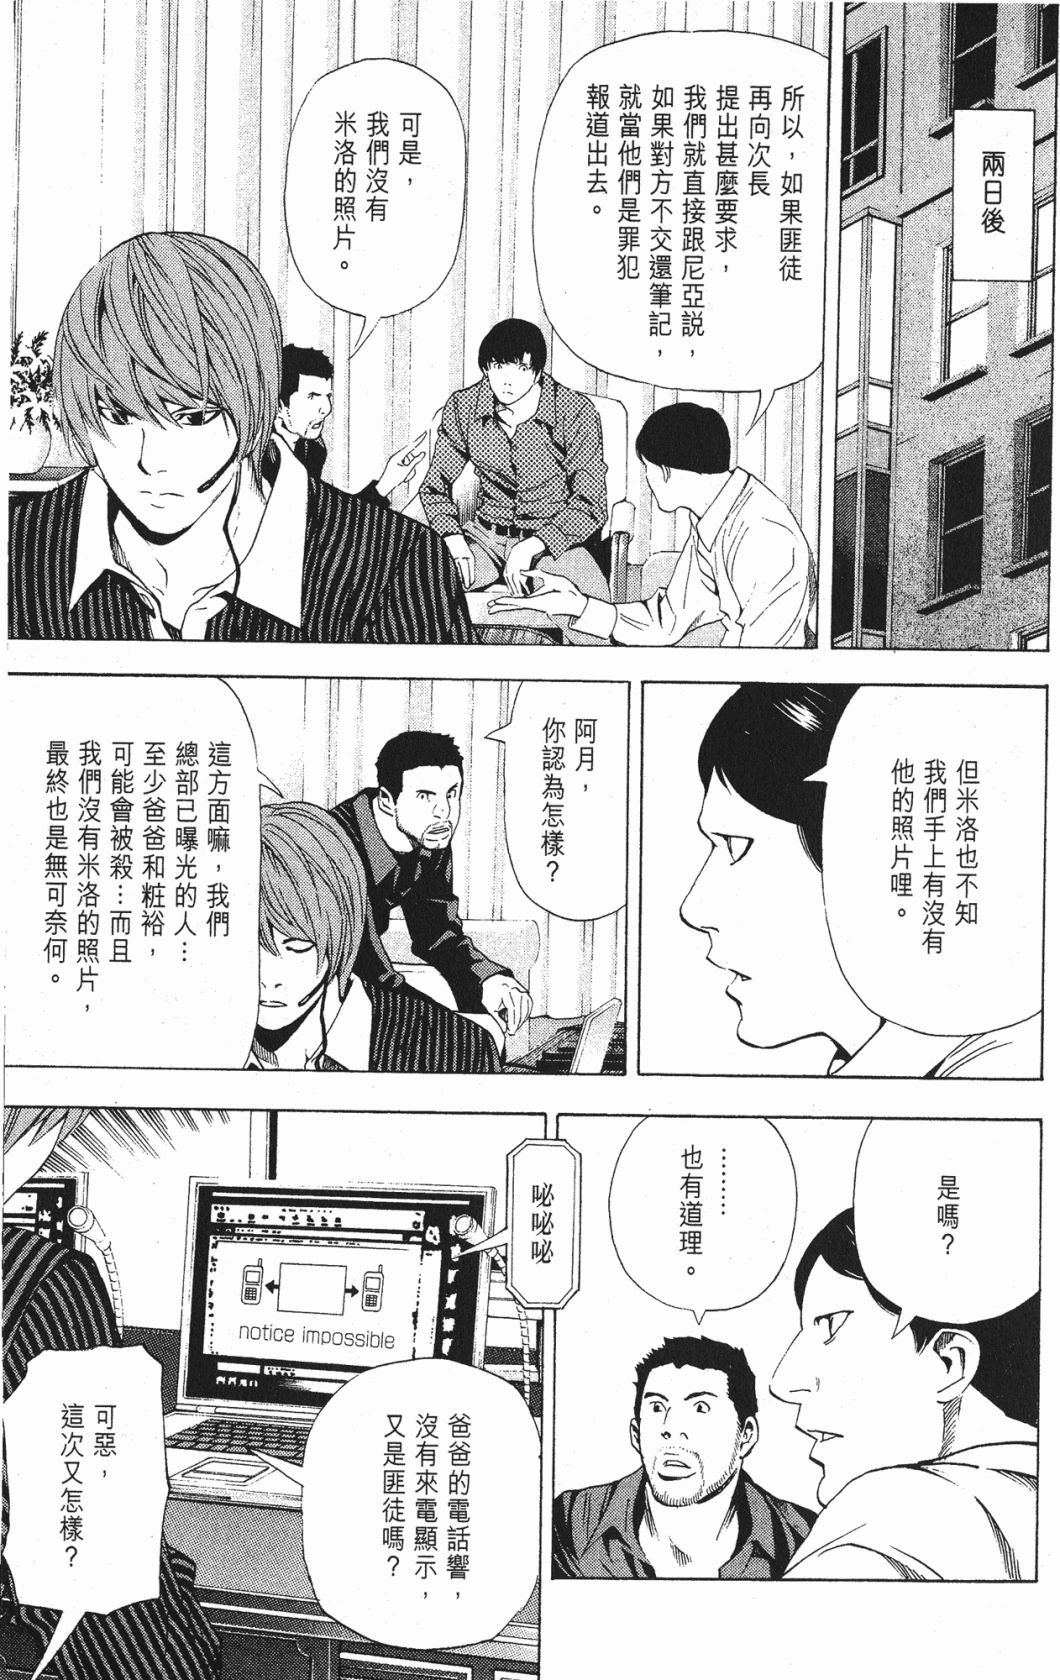 兩日後
所以，如果匪徒
再向次長
提出甚麼要求，
我們就直接跟尼亞説，
如果對方不交還筆記，
就當他們是罪犯
報道出去。
可是，
我們沒有
米洛的照片。
但米洛也不知
我們手上有沒有
他的照片哩。
阿月，
你認為怎樣？
這方面嘛，我們
總部已曝光的人…
至少爸爸和粧裕，
可能會被殺…而且
我們沒有米洛的照片，
最終也是無可奈何。
是嗎？
………
也有道理。
咇咇咇
notice impossible
爸爸的電話響，
沒有來電顯示，
又是匪徒嗎？
可惡，
這次又怎樣？